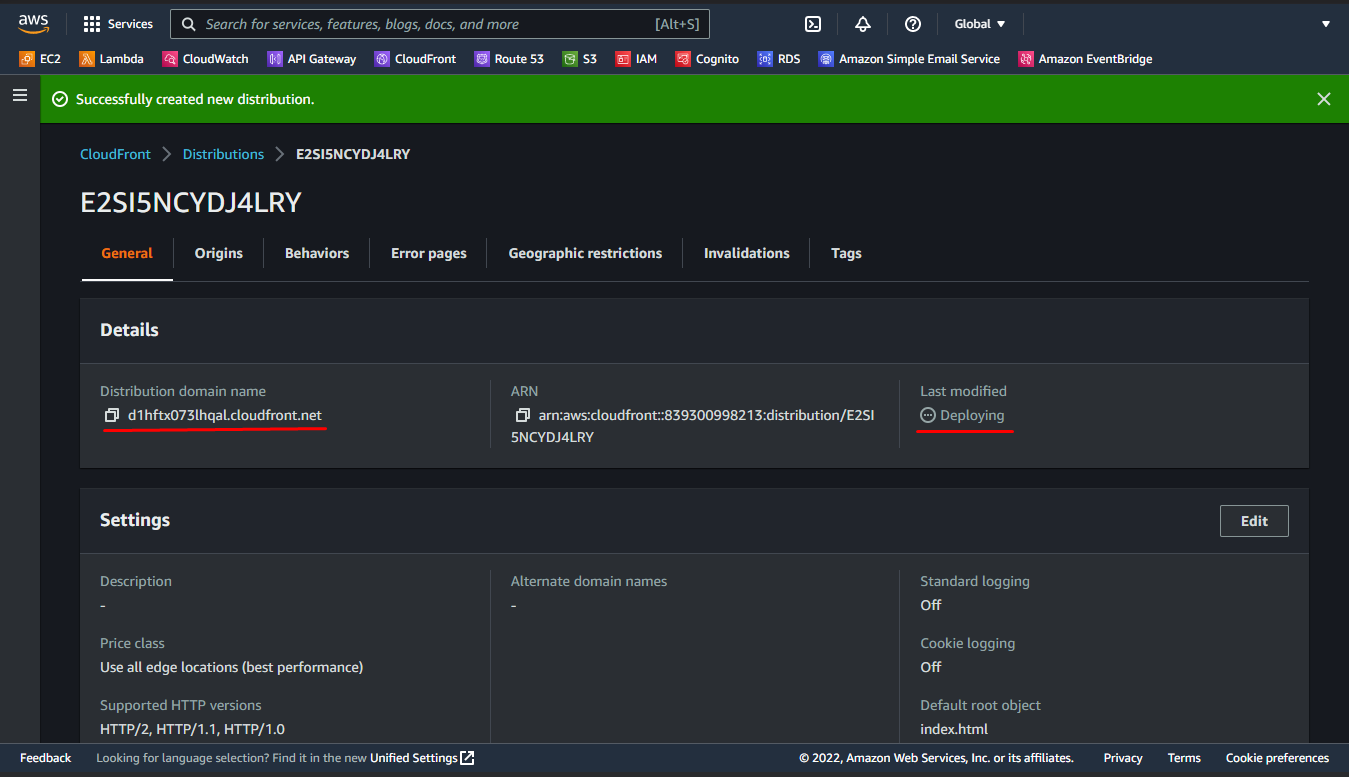 aws
Services
Search for services, features, blogs, docs, and more
[Alt+S]
Global
EC2
Lambda
CloudWatch
API Gateway
CloudFront
Route 53
S3
IAM
Cognito
RDS
Amazon Simple Email Service
Amazon EventBridge
Successfully created new distribution.
CloudFront
Distributions
E2SI5NCYDJ4LRY
E2SI5NCYDJ4LRY
General
Origins
Behaviors
Error pages
Geographic restrictions
Invalidations
Tags
Details
Distribution domain name
d1hftx073lhqal.cloudfront.net
ARN
arn:aws:cloudfront::839300998213:distribution/E2SI
5NCYDJ4LRY
Last modified
Deploying
Settings
Edit
Description
-
Price class
Use all edge locations (best performance)
Supported HTTP versions
HTTP/2, HTTP/1.1, HTTP/1.0
Alternate domain names
-
Standard logging
Off
Cookie logging
Off
Default root object
index.html
Feedback
Looking for language selection? Find it in the new Unified Settings
© 2022, Amazon Web Services, Inc. or its affiliates.
Privacy
Terms
Cookie preferences